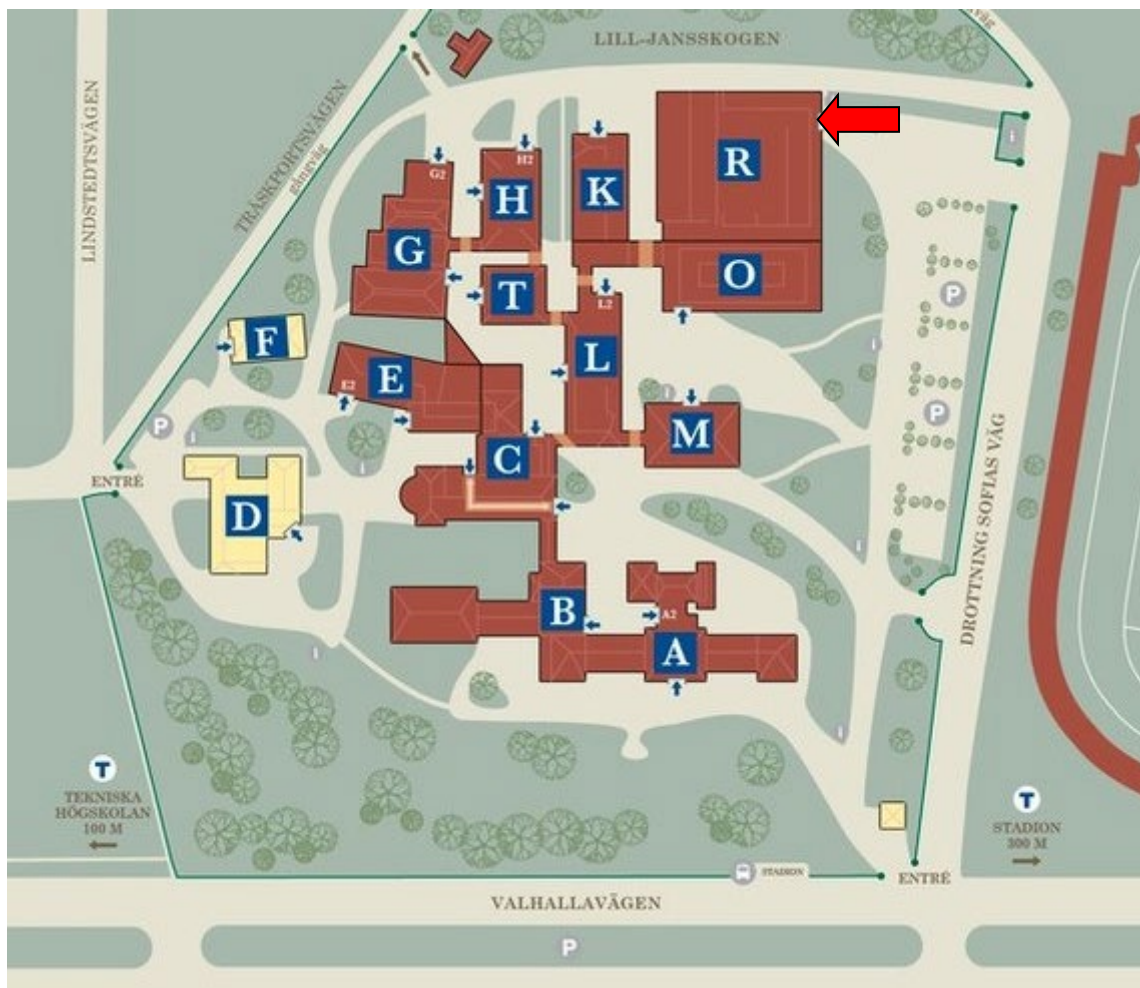 väg
LILL-JANSSKOGEN
LINDSTEDTSVÄGEN
TRÄSKPORTSVÄGEN
gångväg
R
H2
G2
H
K
G
O
T
L2
P
F
L
E
E2
M
P
P
C
ENTRÉ
D
DROTTNING SOFIAS VÄG
B
A2
A
T
TEKNISKA
HÖGSKOLAN
100 M
T
STADION
300 M
STADION
ENTRÉ
VALHALLAVÄGEN
P